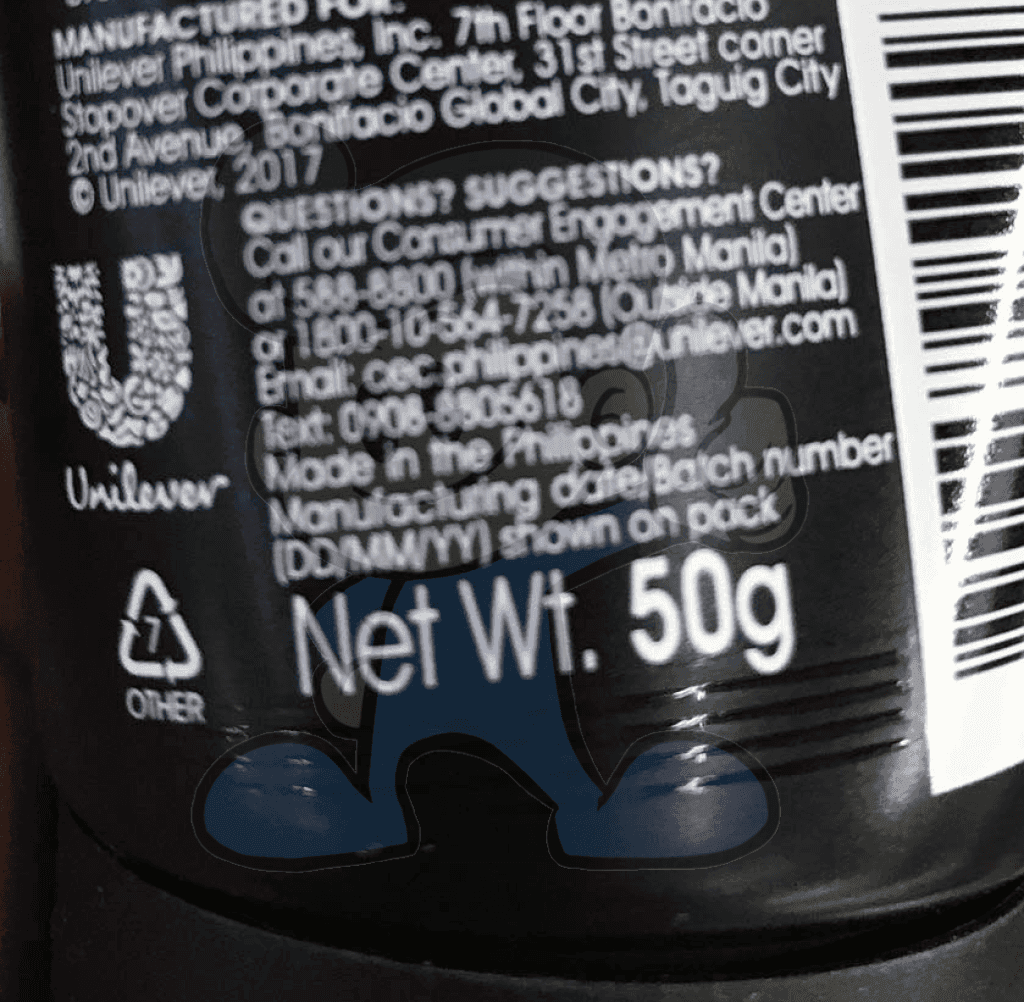 MANUFACTURED FOR:
Unilever Philippines, Inc. 7th Floor Bonifacio
Stopover Corporate Center, 31st Street corner
2nd Avenue, Bonifacio Global City, Taguig City
© Unilever, 2017
QUESTIONS? SUGGESTIONS?
Call our Consumer Engagement Center
at 588-8800 (within Metro Manila)
or 1800-10-564-7258 (Outside Manila)
Email: cec.philippines@unilever.com
Text: 0908-8805618
Made in the Philippines
Manufacturing date/Batch number
(DD/MM/YY) shown on pack
Unilever
Net Wt. 50g
7
OTHER